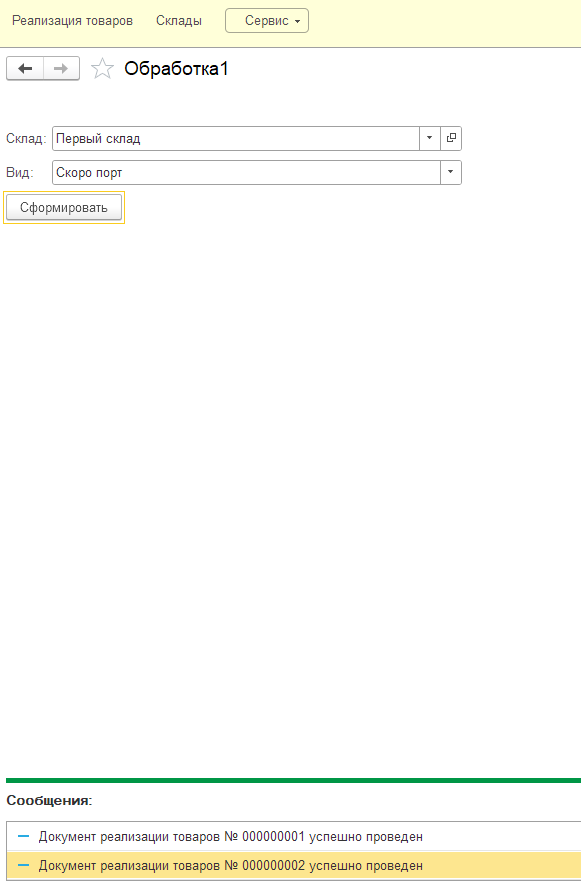 Реализация товаров Склады Сервис
Обработка1
Склад: Первый склад
Вид: Скоро порт
Сформировать
Сообщения:
Документ реализации товаров № 000000001 успешно проведен
Документ реализации товаров № 000000002 успешно проведен